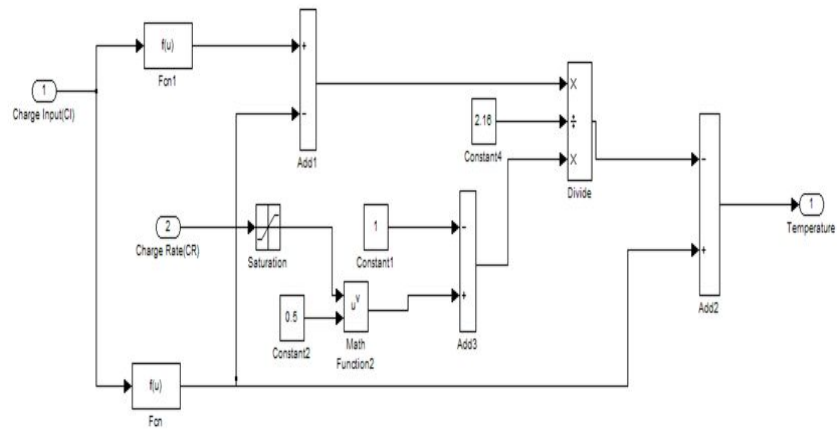 f(u)
Fcn1
1
Charge Input(CI)
+
−
Add1
×
÷
×
Divide
2.16
Constant4
2
Charge Rate(CR)
Saturation
1
Constant1
−
+
Add3
0.5
Constant2
u^v
Math
Function2
−
+
Add2
1
Temperature
f(u)
Fcn